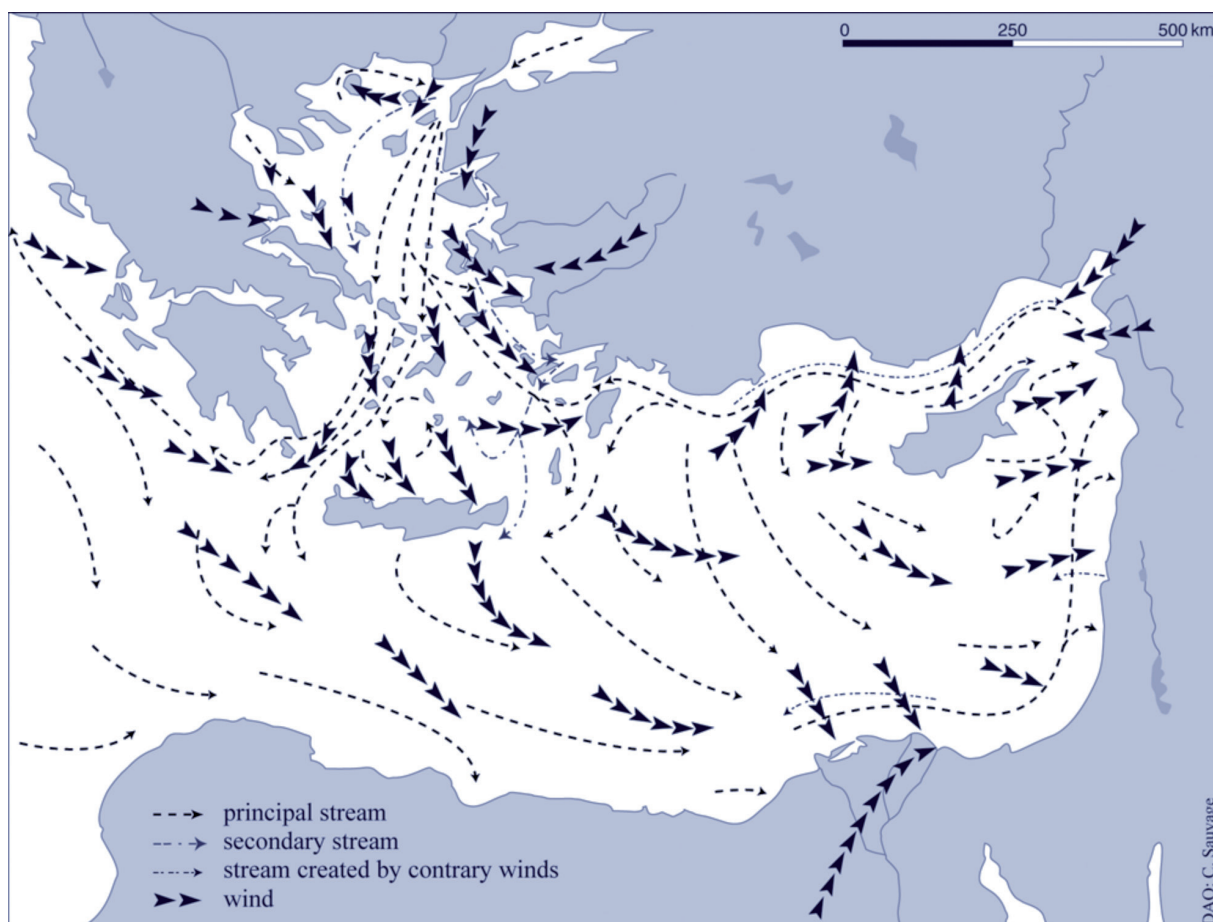 0 250 500 km
principal stream
secondary stream
stream created by contrary winds
wind
DAO: C. Sauvage